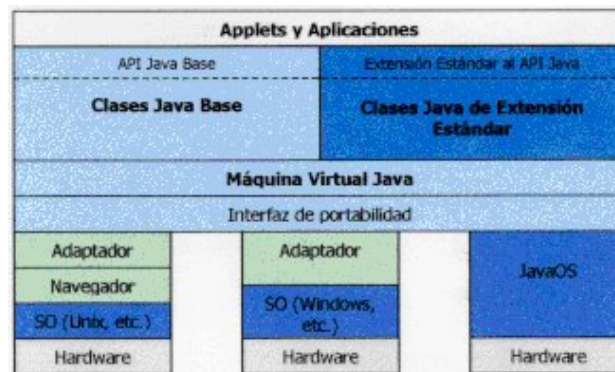 Applets y Aplicaciones
API Java Base
Extensión Estándar al API Java
Clases Java Base
Clases Java de Extensión
Estándar
Máquina Virtual Java
Interfaz de portabilidad
Adaptador
Navegador
SO (Unix, etc.)
Hardware
Adaptador
SO (Windows,
etc.)
Hardware
JavaOS
Hardware